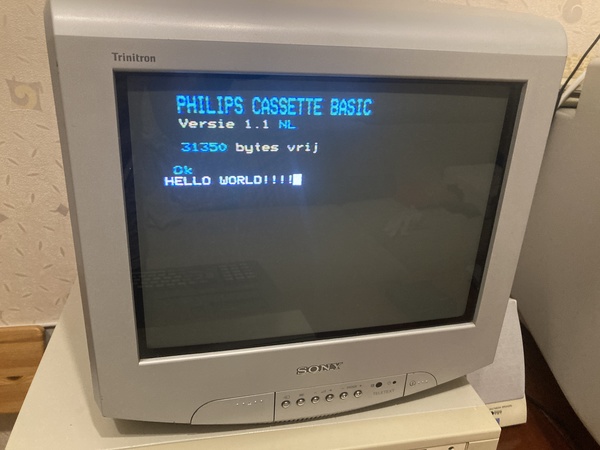 Trinitron
PHILIPS CASSETTE BASIC
Versie 1.1 NL
31350 bytes vrij
Ok
HELLO WORLD!!!!
SONY